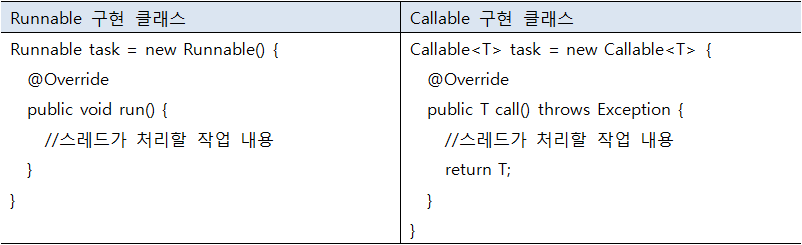 Runnable 구현 클래스
Runnable task = new Runnable() {
@Override
public void run() {
//스레드가 처리할 작업 내용
}
}
Callable 구현 클래스
Callable<T> task = new Callable<T> {
@Override
public T call() throws Exception {
//스레드가 처리할 작업 내용
return T;
}
}